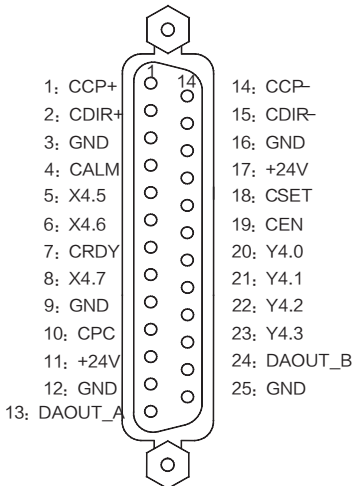 1
14
1: CCP+
2: CDIR+
3: GND
4: CALM
5: X4.5
6: X4.6
7: CRDY
8: X4.7
9: GND
10: CPC
11: +24V
12: GND
13: DAOUT_A
14: CCP-
15: CDIR-
16: GND
17: +24V
18: CSET
19: CEN
20: Y4.0
21: Y4.1
22: Y4.2
23: Y4.3
24: DAOUT_B
25: GND